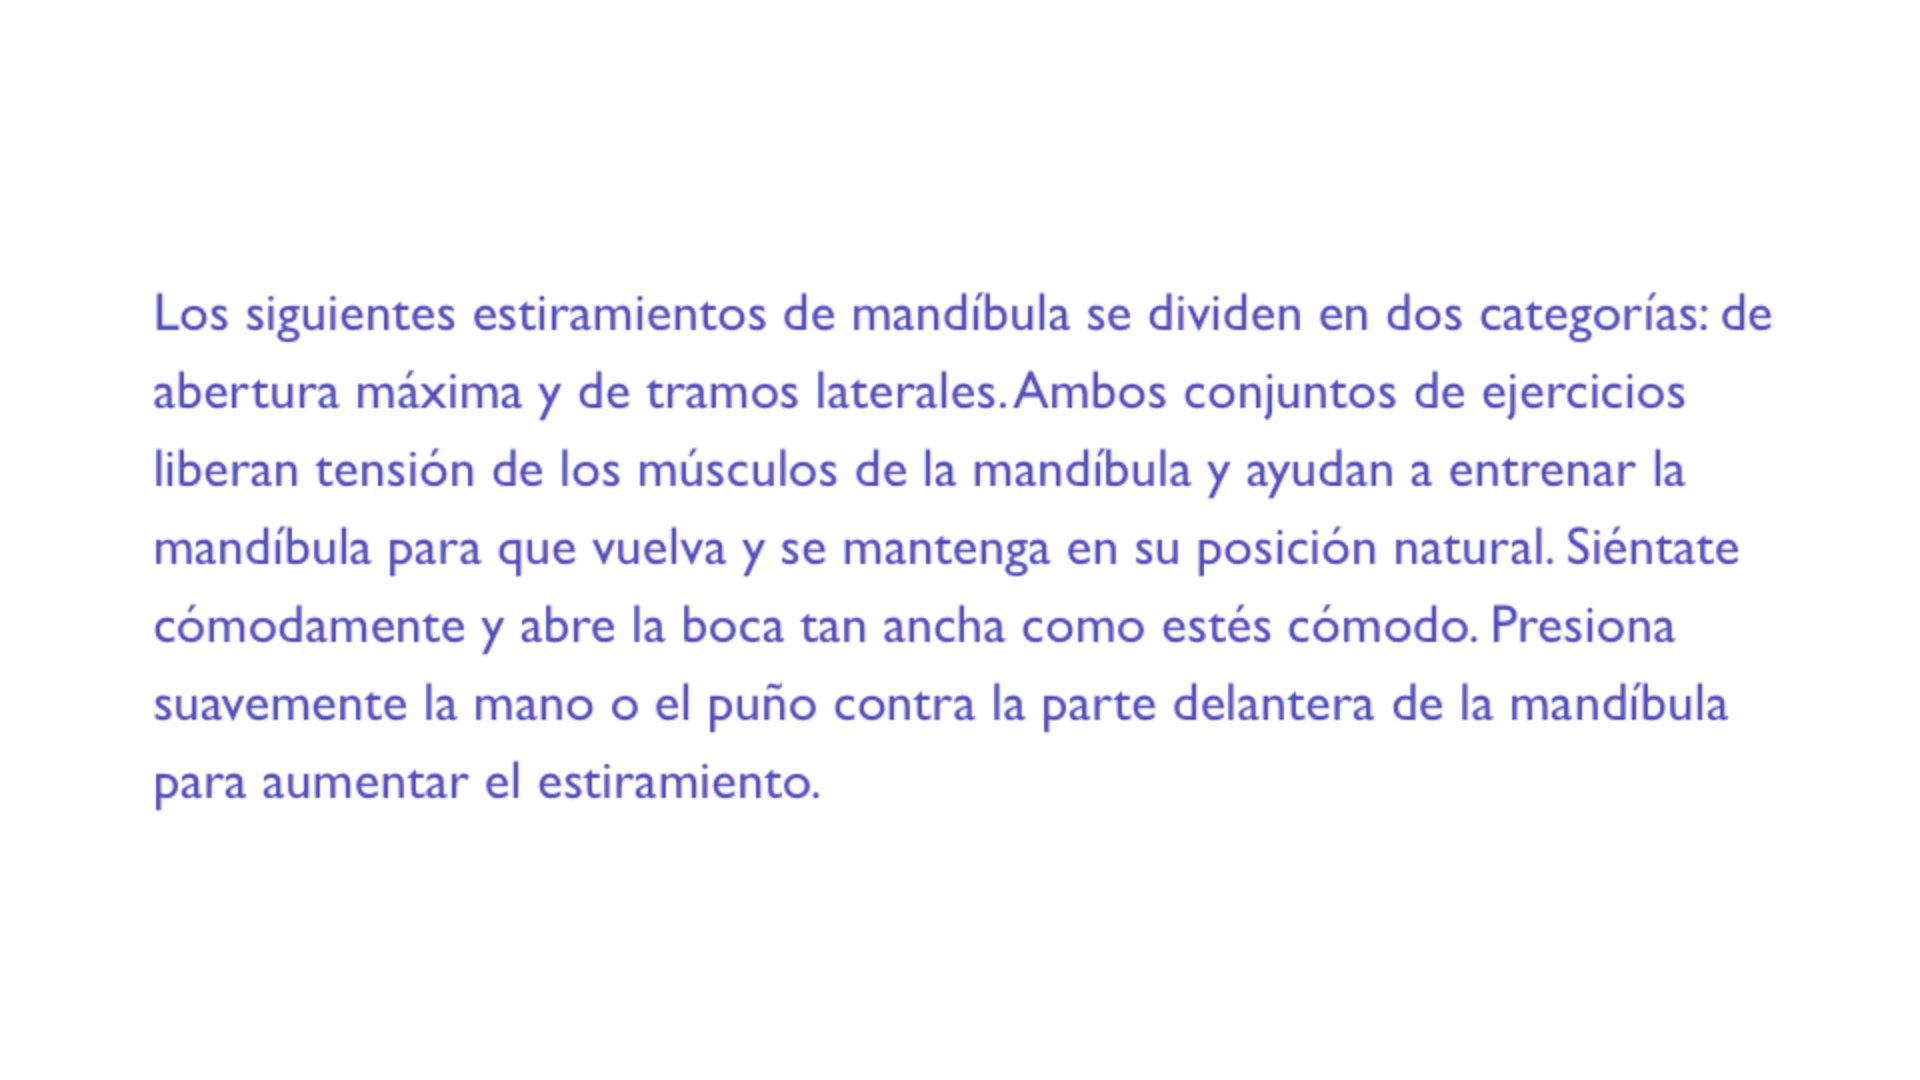 Los siguientes estiramientos de mandíbula se dividen en dos categorías: de
abertura máxima y de tramos laterales. Ambos conjuntos de ejercicios
liberan tensión de los músculos de la mandíbula y ayudan a entrenar la
mandíbula para que vuelva y se mantenga en su posición natural. Siéntate
cómodamente y abre la boca tan ancha como estés cómodo. Presiona
suavemente la mano o el puño contra la parte delantera de la mandíbula
para aumentar el estiramiento.